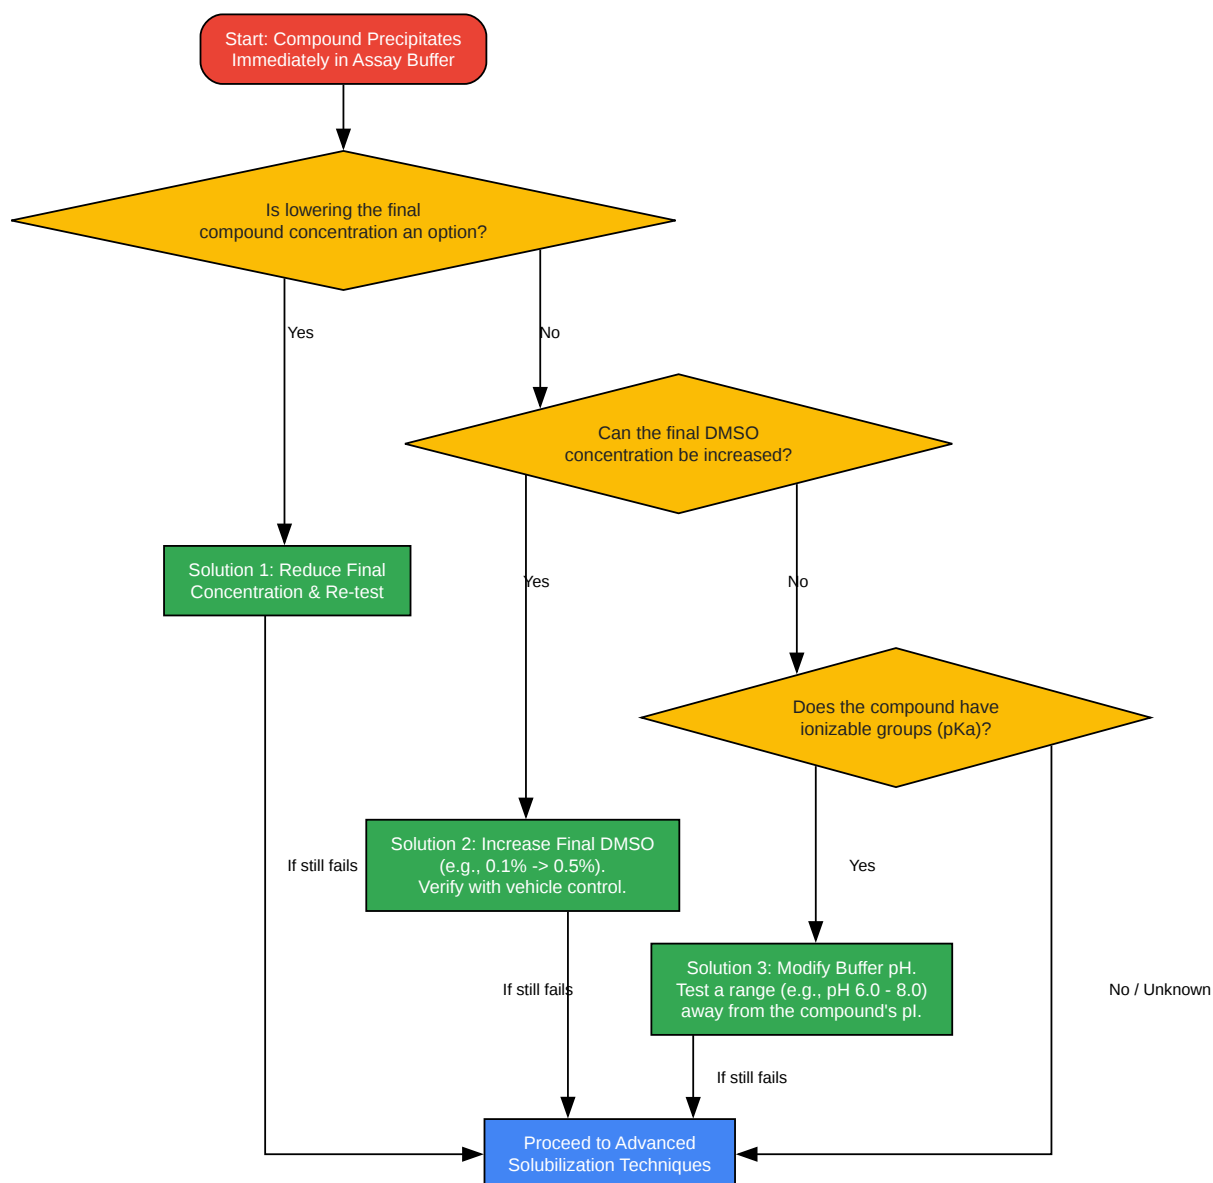 Start: Compound Precipitates
Immediately in Assay Buffer
Is lowering the final
compound concentration an option?
Yes
No
Can the final DMSO
concentration be increased?
Solution 1: Reduce Final
Concentration & Re-test
Yes
No
Does the compound have
ionizable groups (pKa)?
If still fails
Solution 2: Increase Final DMSO
(e.g., 0.1% -> 0.5%).
Verify with vehicle control.
Yes
If still fails
Solution 3: Modify Buffer pH.
Test a range (e.g., pH 6.0 - 8.0)
away from the compound's pI.
No / Unknown
If still fails
Proceed to Advanced
Solubilization Techniques